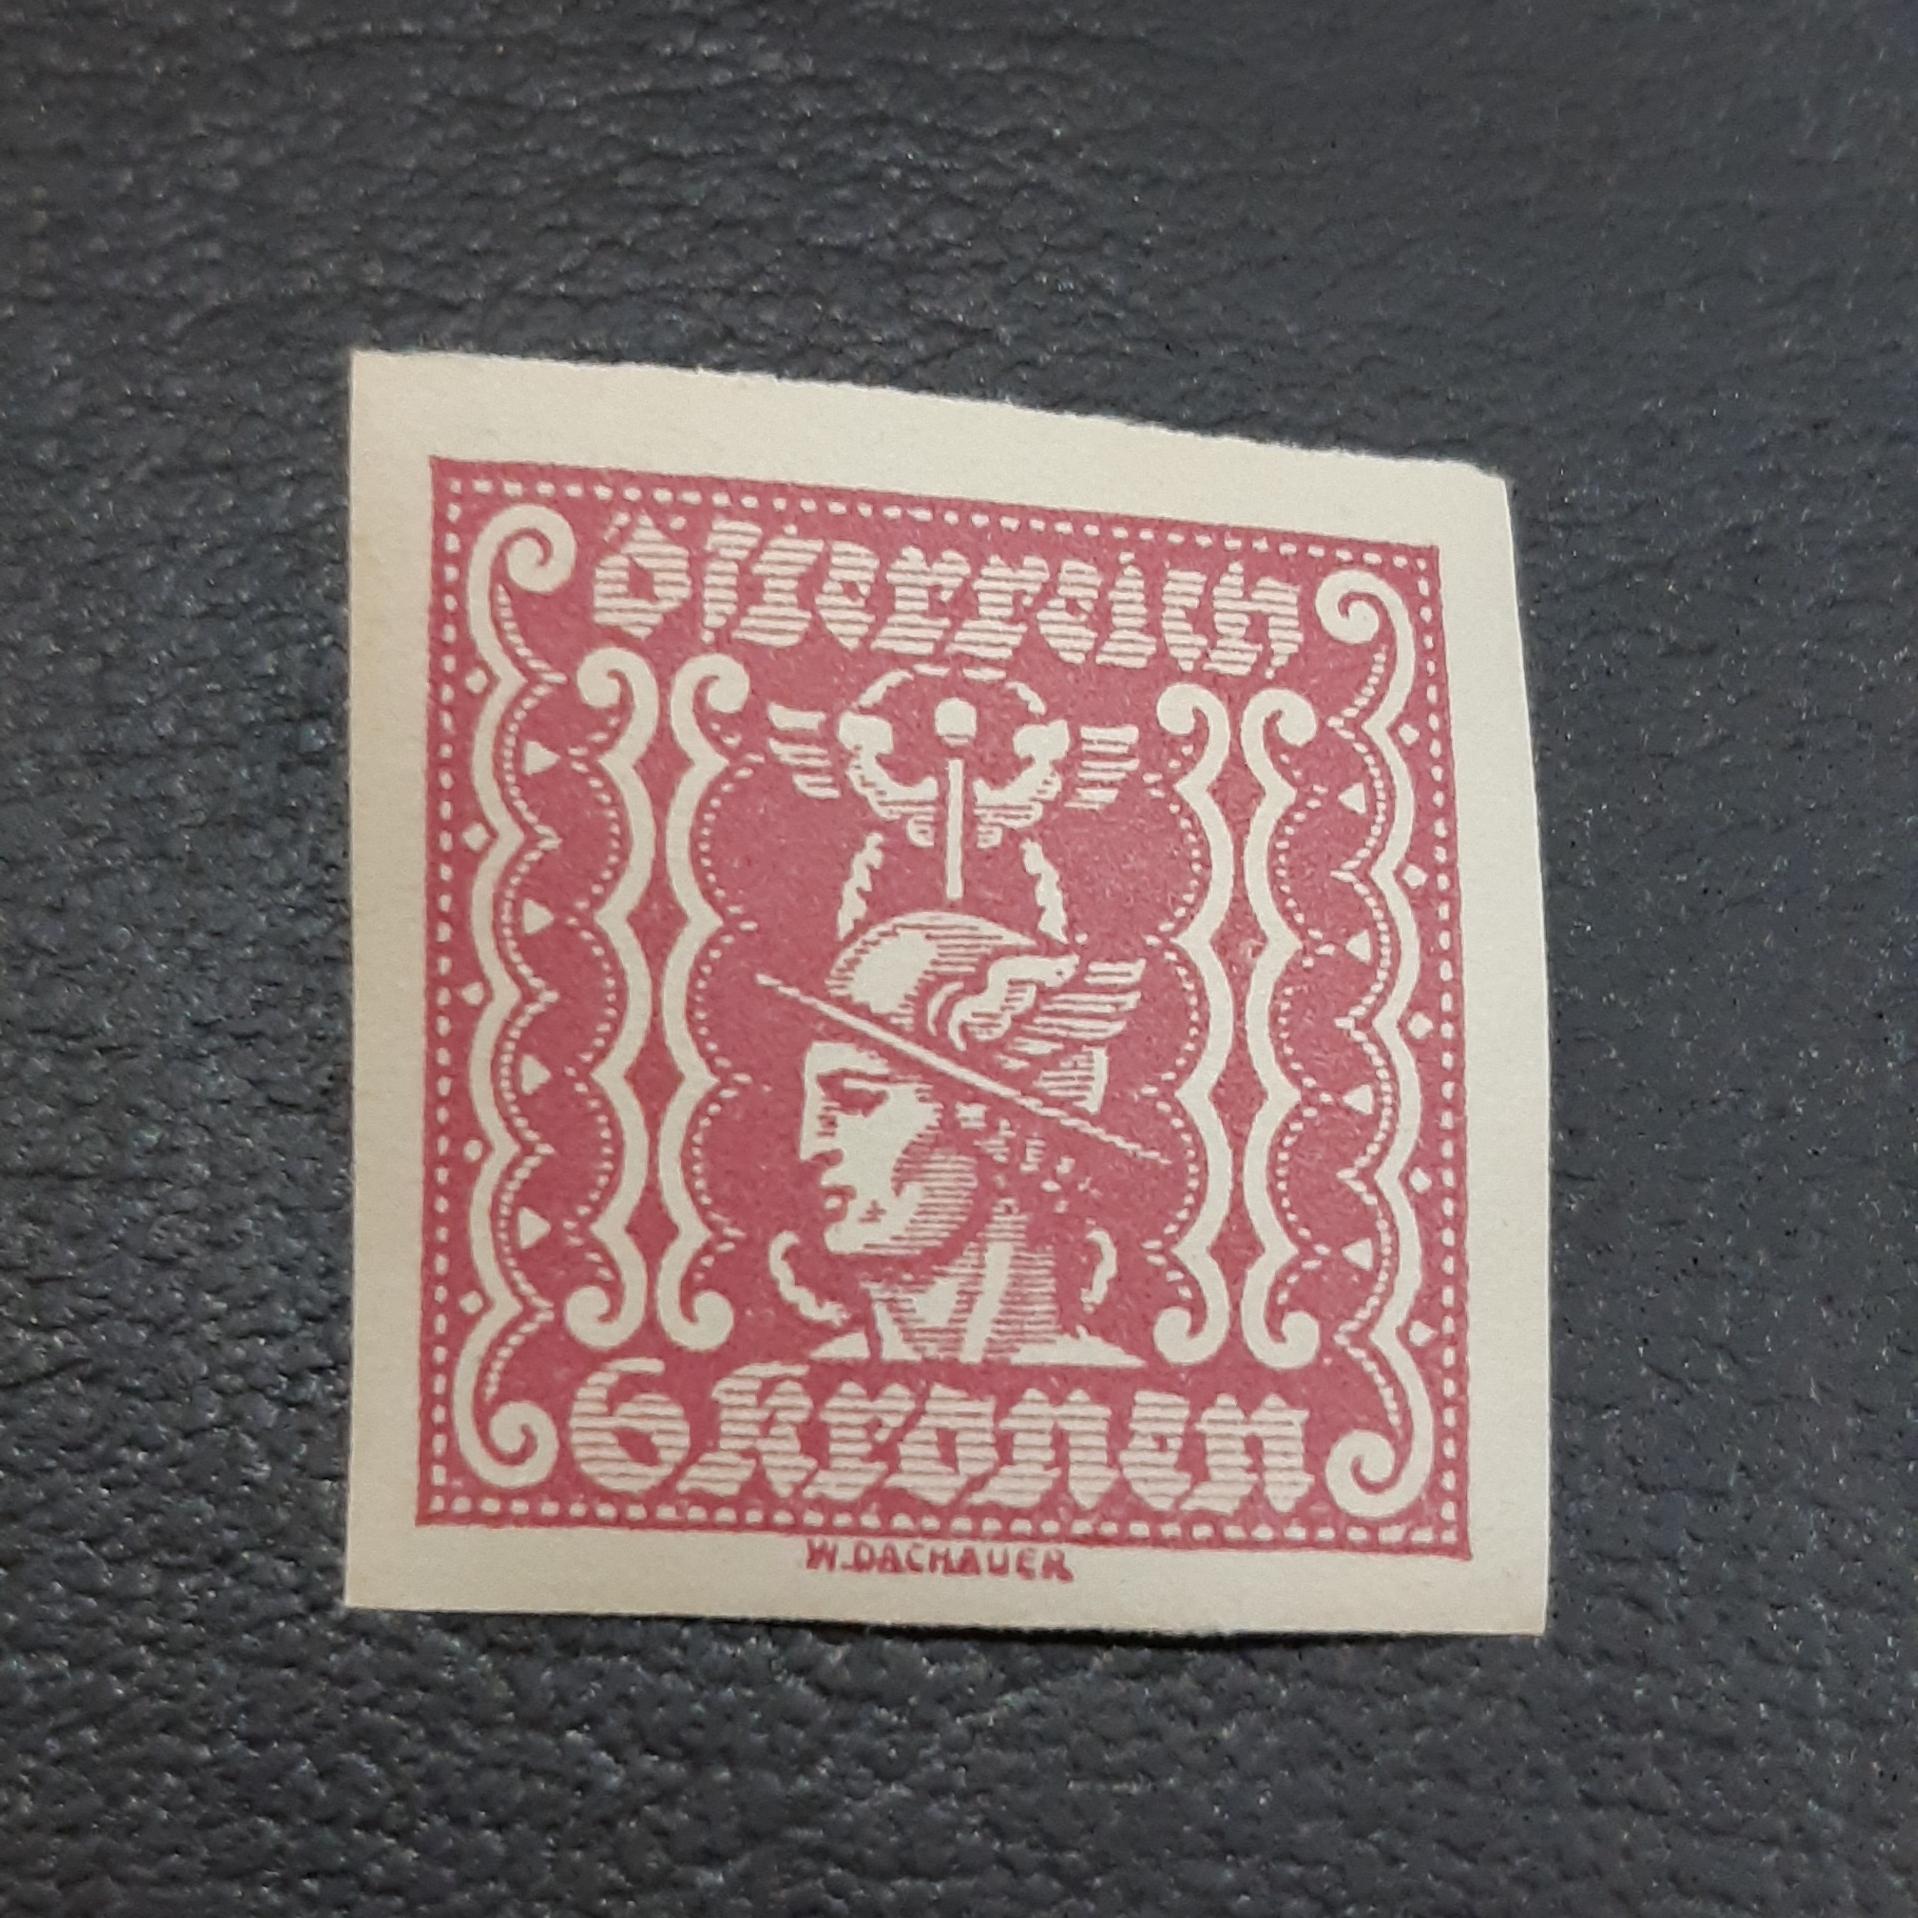 Österreich
6 Kronen
W. DACHAUER